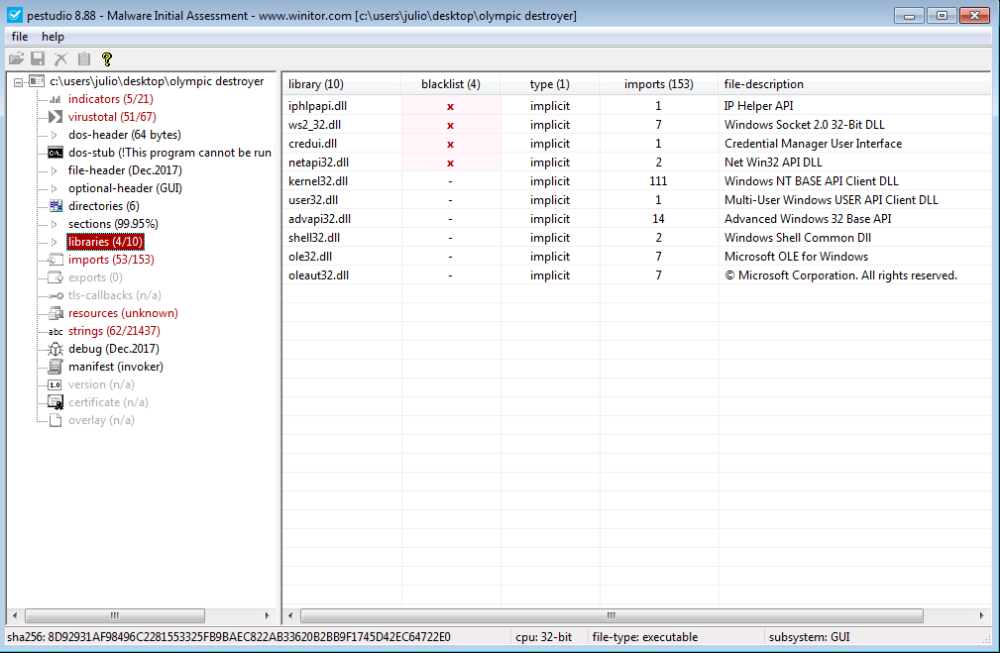 pestudio 8.88 - Malware Initial Assessment - www.winitor.com [c:\users\julio\desktop\olympic destroyer]
file help
c:\users\julio\desktop\olympic destroyer
indicators (5/21)
virustotal (51/67)
dos-header (64 bytes)
dos-stub (!This program cannot be run
file-header (Dec.2017)
optional-header (GUI)
directories (6)
sections (99.95%)
libraries (4/10)
imports (53/153)
exports (0)
tls-callbacks (n/a)
resources (unknown)
abc strings (62/21437)
debug (Dec.2017)
manifest (invoker)
1.0 version (n/a)
certificate (n/a)
overlay (n/a)
library (10) blacklist (4) type (1) imports (153) file-description
iphlpapi.dll x implicit 1 IP Helper API
ws2_32.dll x implicit 7 Windows Socket 2.0 32-Bit DLL
credui.dll x implicit 1 Credential Manager User Interface
netapi32.dll x implicit 2 Net Win32 API DLL
kernel32.dll - implicit 111 Windows NT BASE API Client DLL
user32.dll - implicit 1 Multi-User Windows USER API Client DLL
advapi32.dll - implicit 14 Advanced Windows 32 Base API
shell32.dll - implicit 2 Windows Shell Common Dll
ole32.dll - implicit 7 Microsoft OLE for Windows
oleaut32.dll - implicit 7 © Microsoft Corporation. All rights reserved.
sha256: 8D92931AF98496C2281553325FB9BAEC822AB33620B2BB9F1745D42EC64722E0 cpu: 32-bit file-type: executable subsystem: GUI